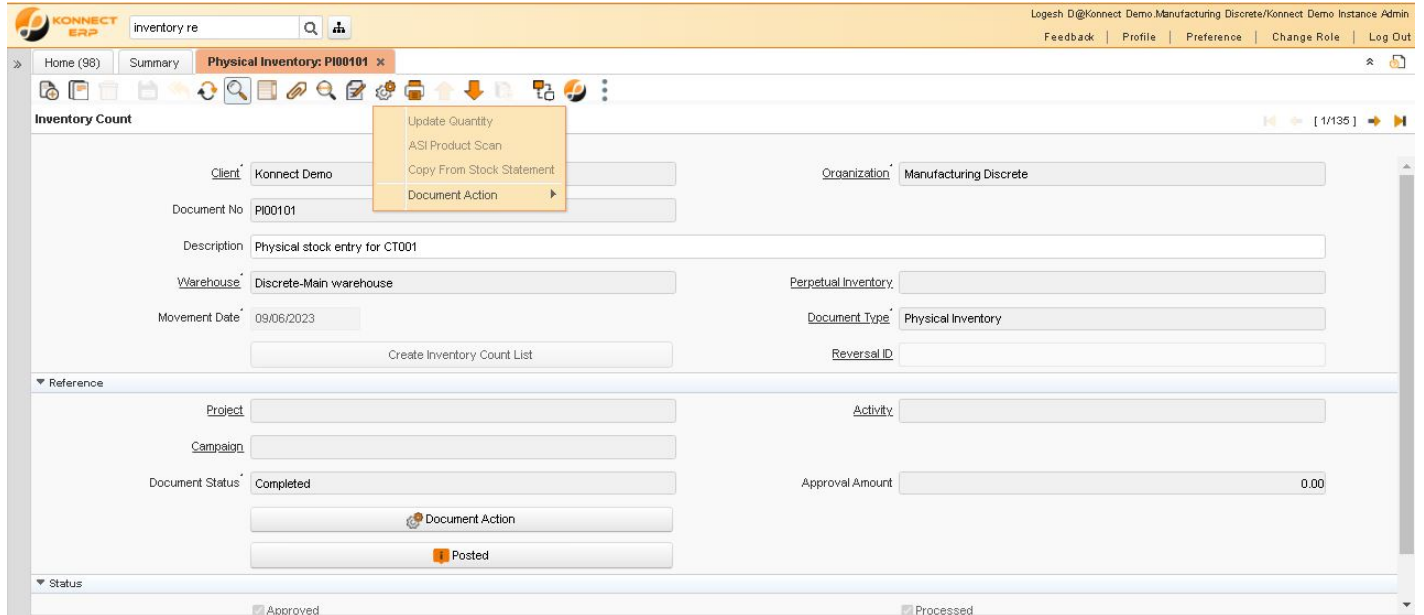 Logesh D@Konnect Demo.Manufacturing Discrete/Konnect Demo Instance Admin
KONNECT
ERP
inventory re
Feedback | Profile | Preference | Change Role | Log Out
Home (98) Summary Physical Inventory: PI00101
Inventory Count
[ 1/135 ]
Update Quantity
ASI Product Scan
Copy From Stock Statement
Document Action
Client Konnect Demo Organization Manufacturing Discrete
Document No PI00101
Description Physical stock entry for CT001
Warehouse Discrete-Main warehouse Perpetual Inventory
Movement Date 09/06/2023 Document Type Physical Inventory
Create Inventory Count List Reversal ID
Reference
Project Activity
Campaign
Document Status Completed Approval Amount 0.00
Document Action
Posted
Status
Approved Processed